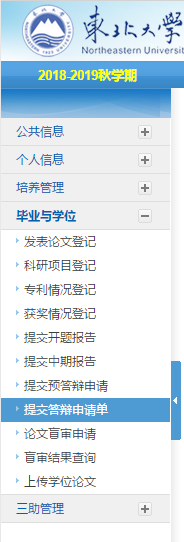 東北大學
Northeastern Universit
2018-2019秋学期
公共信息
个人信息
培养管理
毕业与学位
发表论文登记
科研项目登记
专利情况登记
获奖情况登记
提交开题报告
提交中期报告
提交预答辩申请
提交答辩申请单
论文盲审申请
盲审结果查询
上传学位论文
三助管理